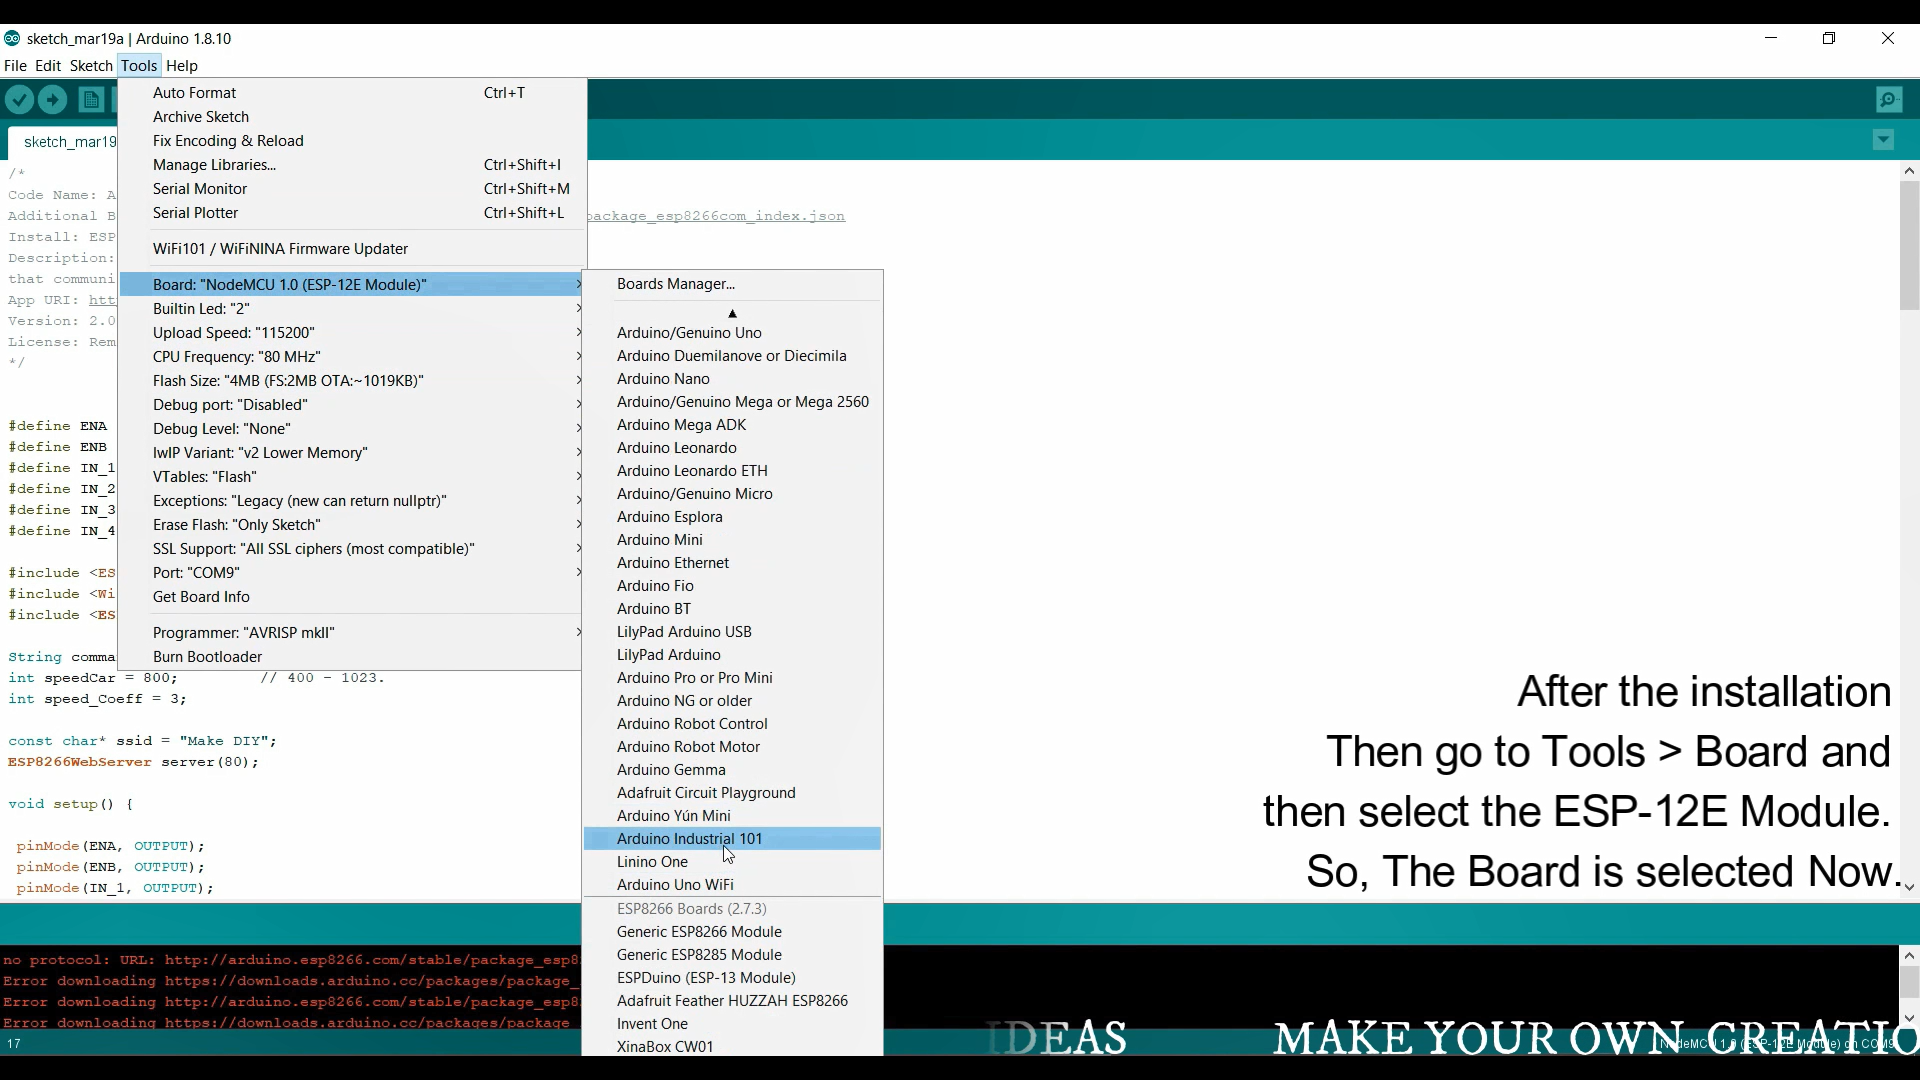 sketch_mar19a | Arduino 1.8.10
File Edit Sketch Tools Help
sketch_mar19
Auto Format Ctrl+T
Archive Sketch
Fix Encoding & Reload
Manage Libraries... Ctrl+Shift+I
Serial Monitor Ctrl+Shift+M
Serial Plotter Ctrl+Shift+L
WiFi101 / WiFiNINA Firmware Updater
Board: "NodeMCU 1.0 (ESP-12E Module)"
Builtin Led: "2"
Upload Speed: "115200"
CPU Frequency: "80 MHz"
Flash Size: "4MB (FS:2MB OTA:~1019KB)"
Debug port: "Disabled"
Debug Level: "None"
IwIP Variant: "v2 Lower Memory"
VTables: "Flash"
Exceptions: "Legacy (new can return nullptr)"
Erase Flash: "Only Sketch"
SSL Support: "All SSL ciphers (most compatible)"
Port: "COM9"
Get Board Info
Programmer: "AVRISP mkII"
Burn Bootloader
Boards Manager...
Arduino/Genuino Uno
Arduino Duemilanove or Diecimila
Arduino Nano
Arduino/Genuino Mega or Mega 2560
Arduino Mega ADK
Arduino Leonardo
Arduino Leonardo ETH
Arduino/Genuino Micro
Arduino Esplora
Arduino Mini
Arduino Ethernet
Arduino Fio
Arduino BT
LilyPad Arduino USB
LilyPad Arduino
Arduino Pro or Pro Mini
Arduino NG or older
Arduino Robot Control
Arduino Robot Motor
Arduino Gemma
Adafruit Circuit Playground
Arduino Yún Mini
Arduino Industrial 101
Linino One
Arduino Uno WiFi
ESP8266 Boards (2.7.3)
Generic ESP8266 Module
Generic ESP8285 Module
ESPDuino (ESP-13 Module)
Adafruit Feather HUZZAH ESP8266
Invent One
XinaBox CW01
/*
Code Name: A
Additional B package_esp8266com_index.json
Install: ESP
Description:
that communi
App URI: htt
Version: 2.0
License: Rem
*/
#define ENA
#define ENB
#define IN_1
#define IN_2
#define IN_3
#define IN_4
#include <ES
#include <Wi
#include <ES
String comma
int speedCar = 800; // 400 - 1023.
int speed_Coeff = 3;
const char* ssid = "Make DIY";
ESP8266WebServer server(80);
void setup() {
pinMode(ENA, OUTPUT);
pinMode(ENB, OUTPUT);
pinMode(IN_1, OUTPUT);
After the installation
Then go to Tools > Board and
then select the ESP-12E Module.
So, The Board is selected Now.
no protocol: URL: http://arduino.esp8266.com/stable/package_esp8
Error downloading https://downloads.arduino.cc/packages/package_
Error downloading http://arduino.esp8266.com/stable/package_esp8
Error downloading https://downloads.arduino.cc/packages/package
17
NodeMCU 1.0 (ESP-12E Module) on COM9
IDEAS MAKE YOUR OWN CREATIO